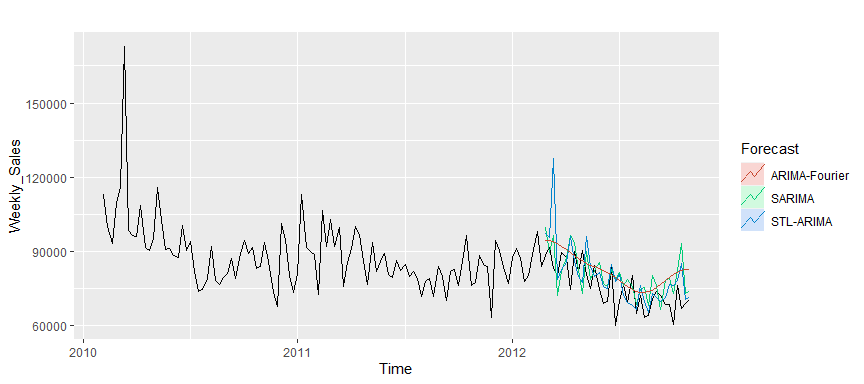 150000
120000
90000
60000
Weekly_Sales
2010
2011
2012
Time
Forecast
ARIMA-Fourier
SARIMA
STL-ARIMA